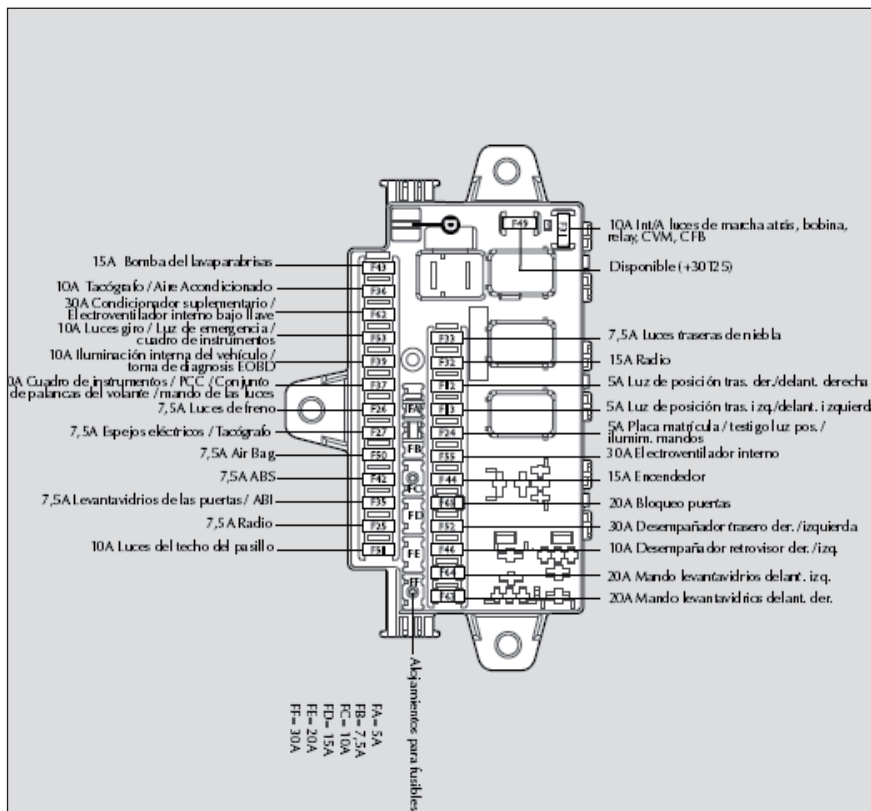 15A Bomba del lavaparabrisas
10A Tacógrafo / Aire Acondicionado
30A Condicionador suplementario /
Electroventilador interno bajo llave
10A Luces giro / Luz de emergencia /
cuadro de instrumentos
10A Iluminación interna del vehículo /
toma de diagnosis EOBD
0A Cuadro de instrumentos / PCC / Conjunto
de palancas del volante / mando de las luces
7,5A Luces de freno
7,5A Espejos eléctricos / Tacógrafo
7,5A Air Bag
7,5A ABS
7,5A Levantavidrios de las puertas / ABI
7,5A Radio
10A Luces del techo del pasillo
F43
F36
F62
F53
F39
F37
F26
F27
F50
F42
F35
F25
F51
FA
FB
FC
FD
FE
FF
F49
F33
F32
F12
F13
F24
F55
F44
F52
F46
F64
F63
10A Int/A luces de marcha atrás, bobina,
relay, CVM, CFB
Disponible (+30T25)
7,5A Luces traseras de niebla
15A Radio
5A Luz de posición tras. der./delant. derecha
5A Luz de posición tras. izq./delant. izquierd
5A Placa matrícula / testigo luz pos. /
ilumim. mandos
30A Electroventilador interno
15A Encendedor
20A Bloqueo puertas
30A Desempañador trasero der. / izquierda
10A Desempañador retrovisor der. / izq.
20A Mando levantavidrios delant. izq.
20A Mando levantavidrios delant. der.
Alojamientos para fusibles
FA= 5A
FB= 7,5A
FC= 10A
FD= 15A
FE= 20A
FF= 30A